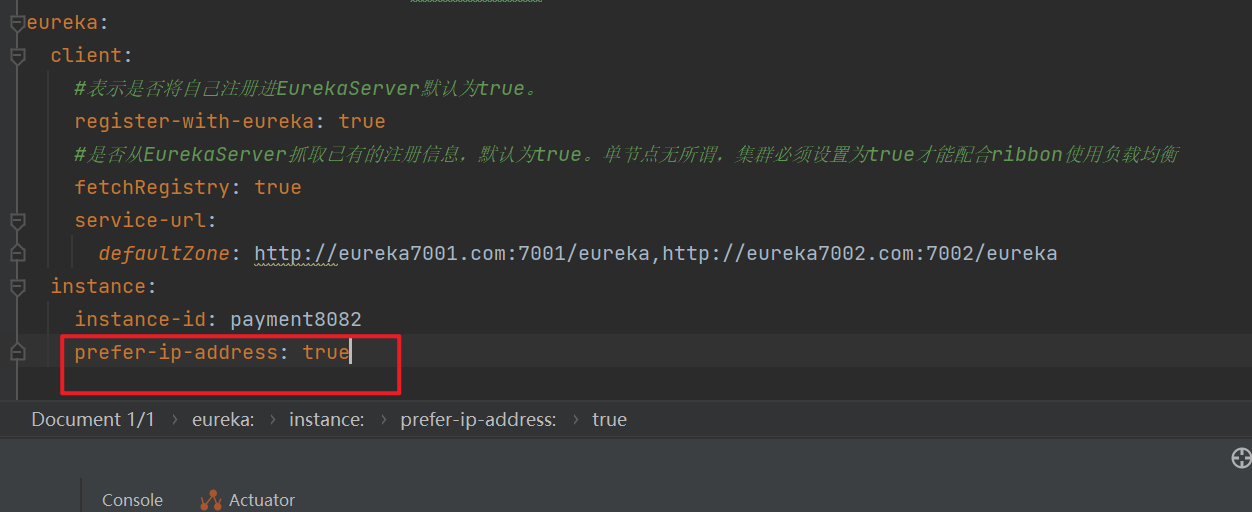 eureka:
client:
#表示是否将自己注册进EurekaServer默认为true。
register-with-eureka: true
#是否从EurekaServer抓取已有的注册信息，默认为true。单节点无所谓，集群必须设置为true才能配合ribbon使用负载均衡
fetchRegistry: true
service-url:
defaultZone: http://eureka7001.com:7001/eureka,http://eureka7002.com:7002/eureka
instance:
instance-id: payment8082
prefer-ip-address: true
Document 1/1 › eureka: › instance: › prefer-ip-address: › true
Console Actuator